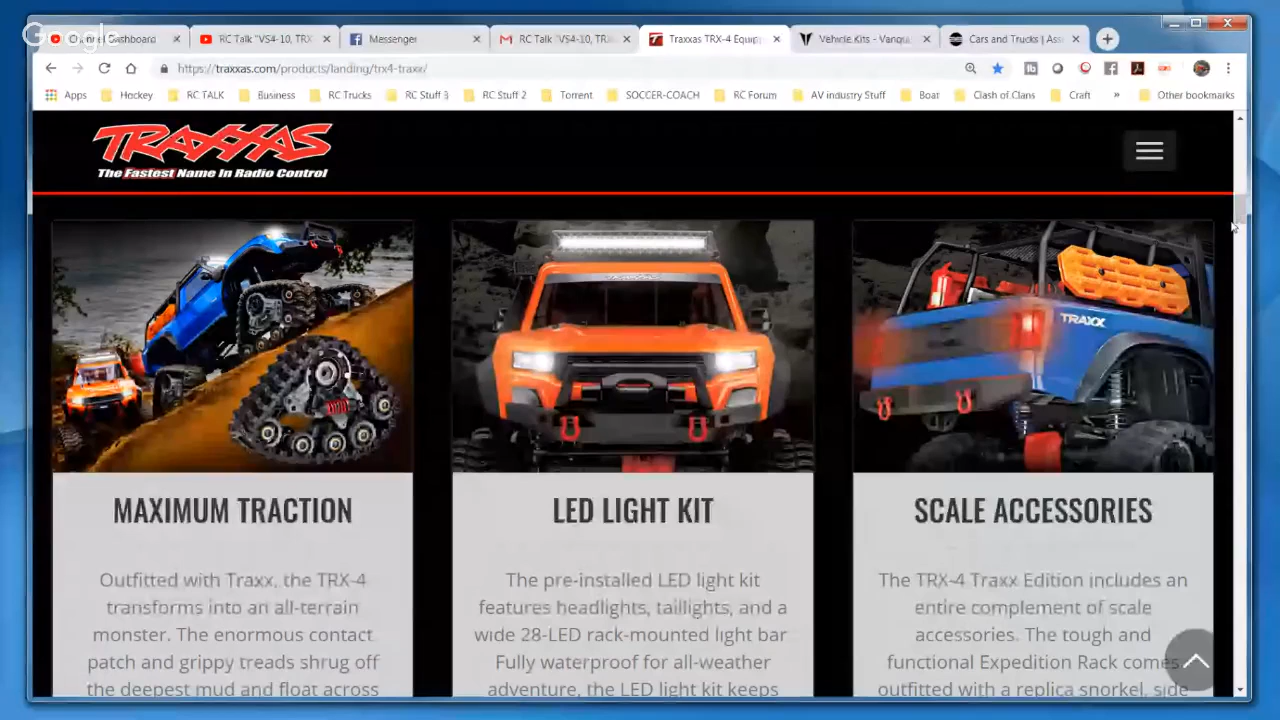 Google
Channel Dashboard
RC Talk "VS4-10, TRX
Messenger
Talk "VS4-10, TRX
Traxxas TRX-4 Equip
Vehicle Kits - Vanqu
Cars and Trucks | Ass
https://traxxas.com/products/landing/trx4-traxx/
Apps
Hockey
RC TALK
Business
RC Trucks
RC Stuff 3
RC Stuff 2
Torrent
SOCCER-COACH
RC Forum
AV industry Stuff
Boat
Clash of Clans
Craft
»
Other bookmarks
TRAXXAS
The Fastest Name In Radio Control
TRAXX
MAXIMUM TRACTION
Outfitted with Traxx, the TRX-4
transforms into an all-terrain
monster. The enormous contact
patch and grippy treads shrug off
the deepest mud and float across
LED LIGHT KIT
The pre-installed LED light kit
features headlights, taillights, and a
wide 28-LED rack-mounted light bar
Fully waterproof for all-weather
adventure, the LED light kit keeps
SCALE ACCESSORIES
The TRX-4 Traxx Edition includes an
entire complement of scale
accessories. The tough and
functional Expedition Rack comes
outfitted with a replica snorkel, side